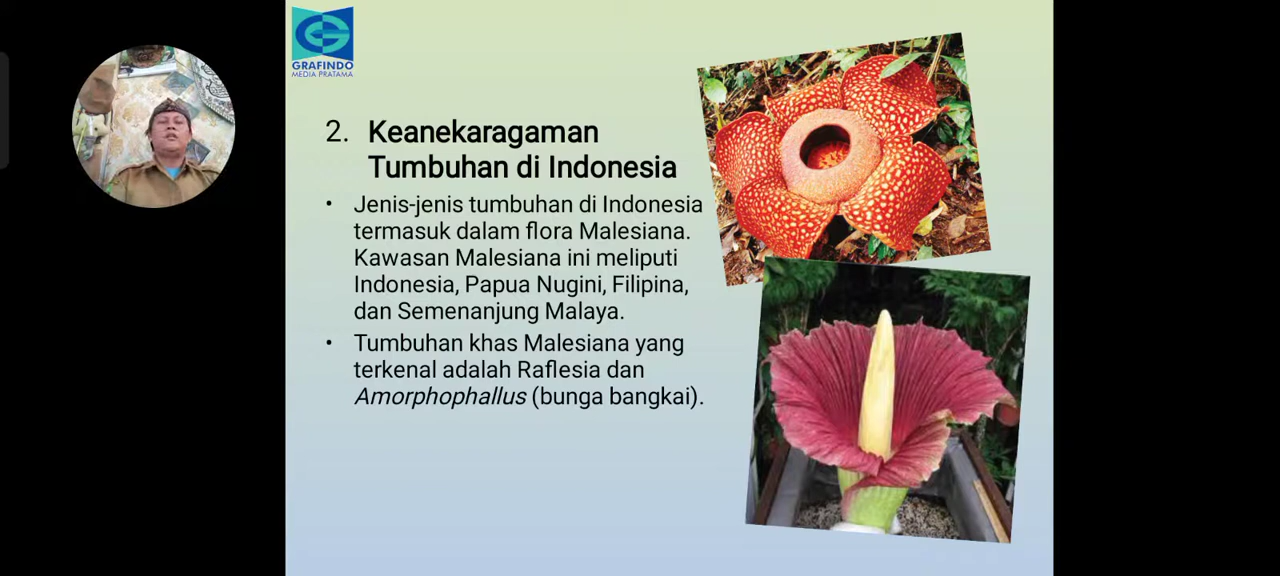 GRAFINDO
MEDIA PRATAMA
2. Keanekaragaman
Tumbuhan di Indonesia
• Jenis-jenis tumbuhan di Indonesia
termasuk dalam flora Malesiana.
Kawasan Malesiana ini meliputi
Indonesia, Papua Nugini, Filipina,
dan Semenanjung Malaya.
• Tumbuhan khas Malesiana yang
terkenal adalah Raflesia dan
Amorphophallus (bunga bangkai).